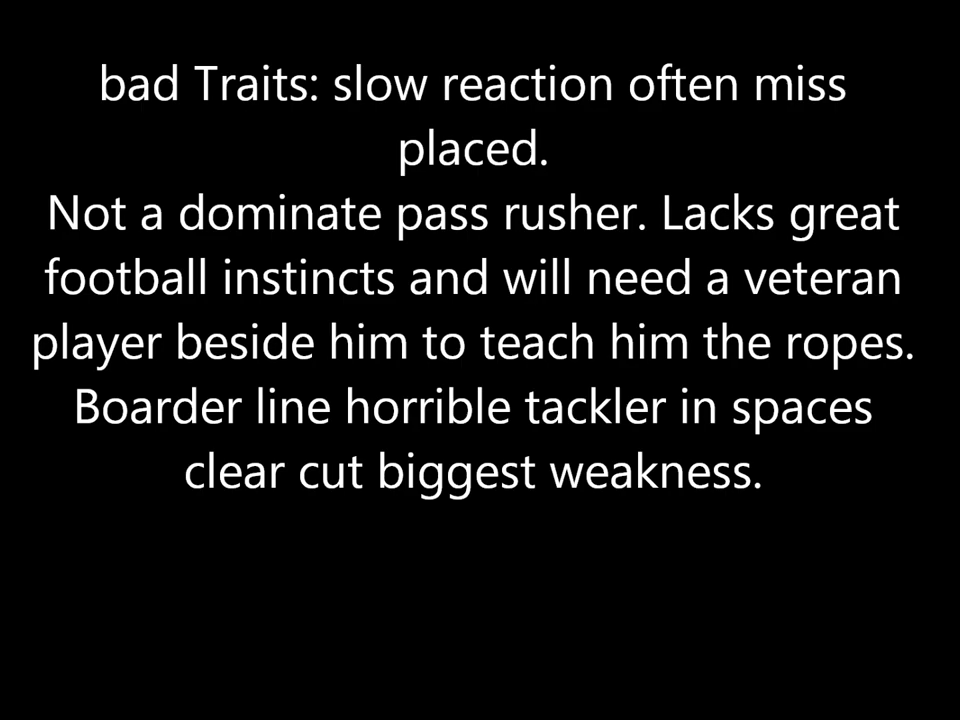 bad Traits: slow reaction often miss
placed.
Not a dominate pass rusher. Lacks great
football instincts and will need a veteran
player beside him to teach him the ropes.
Boarder line horrible tackler in spaces
clear cut biggest weakness.